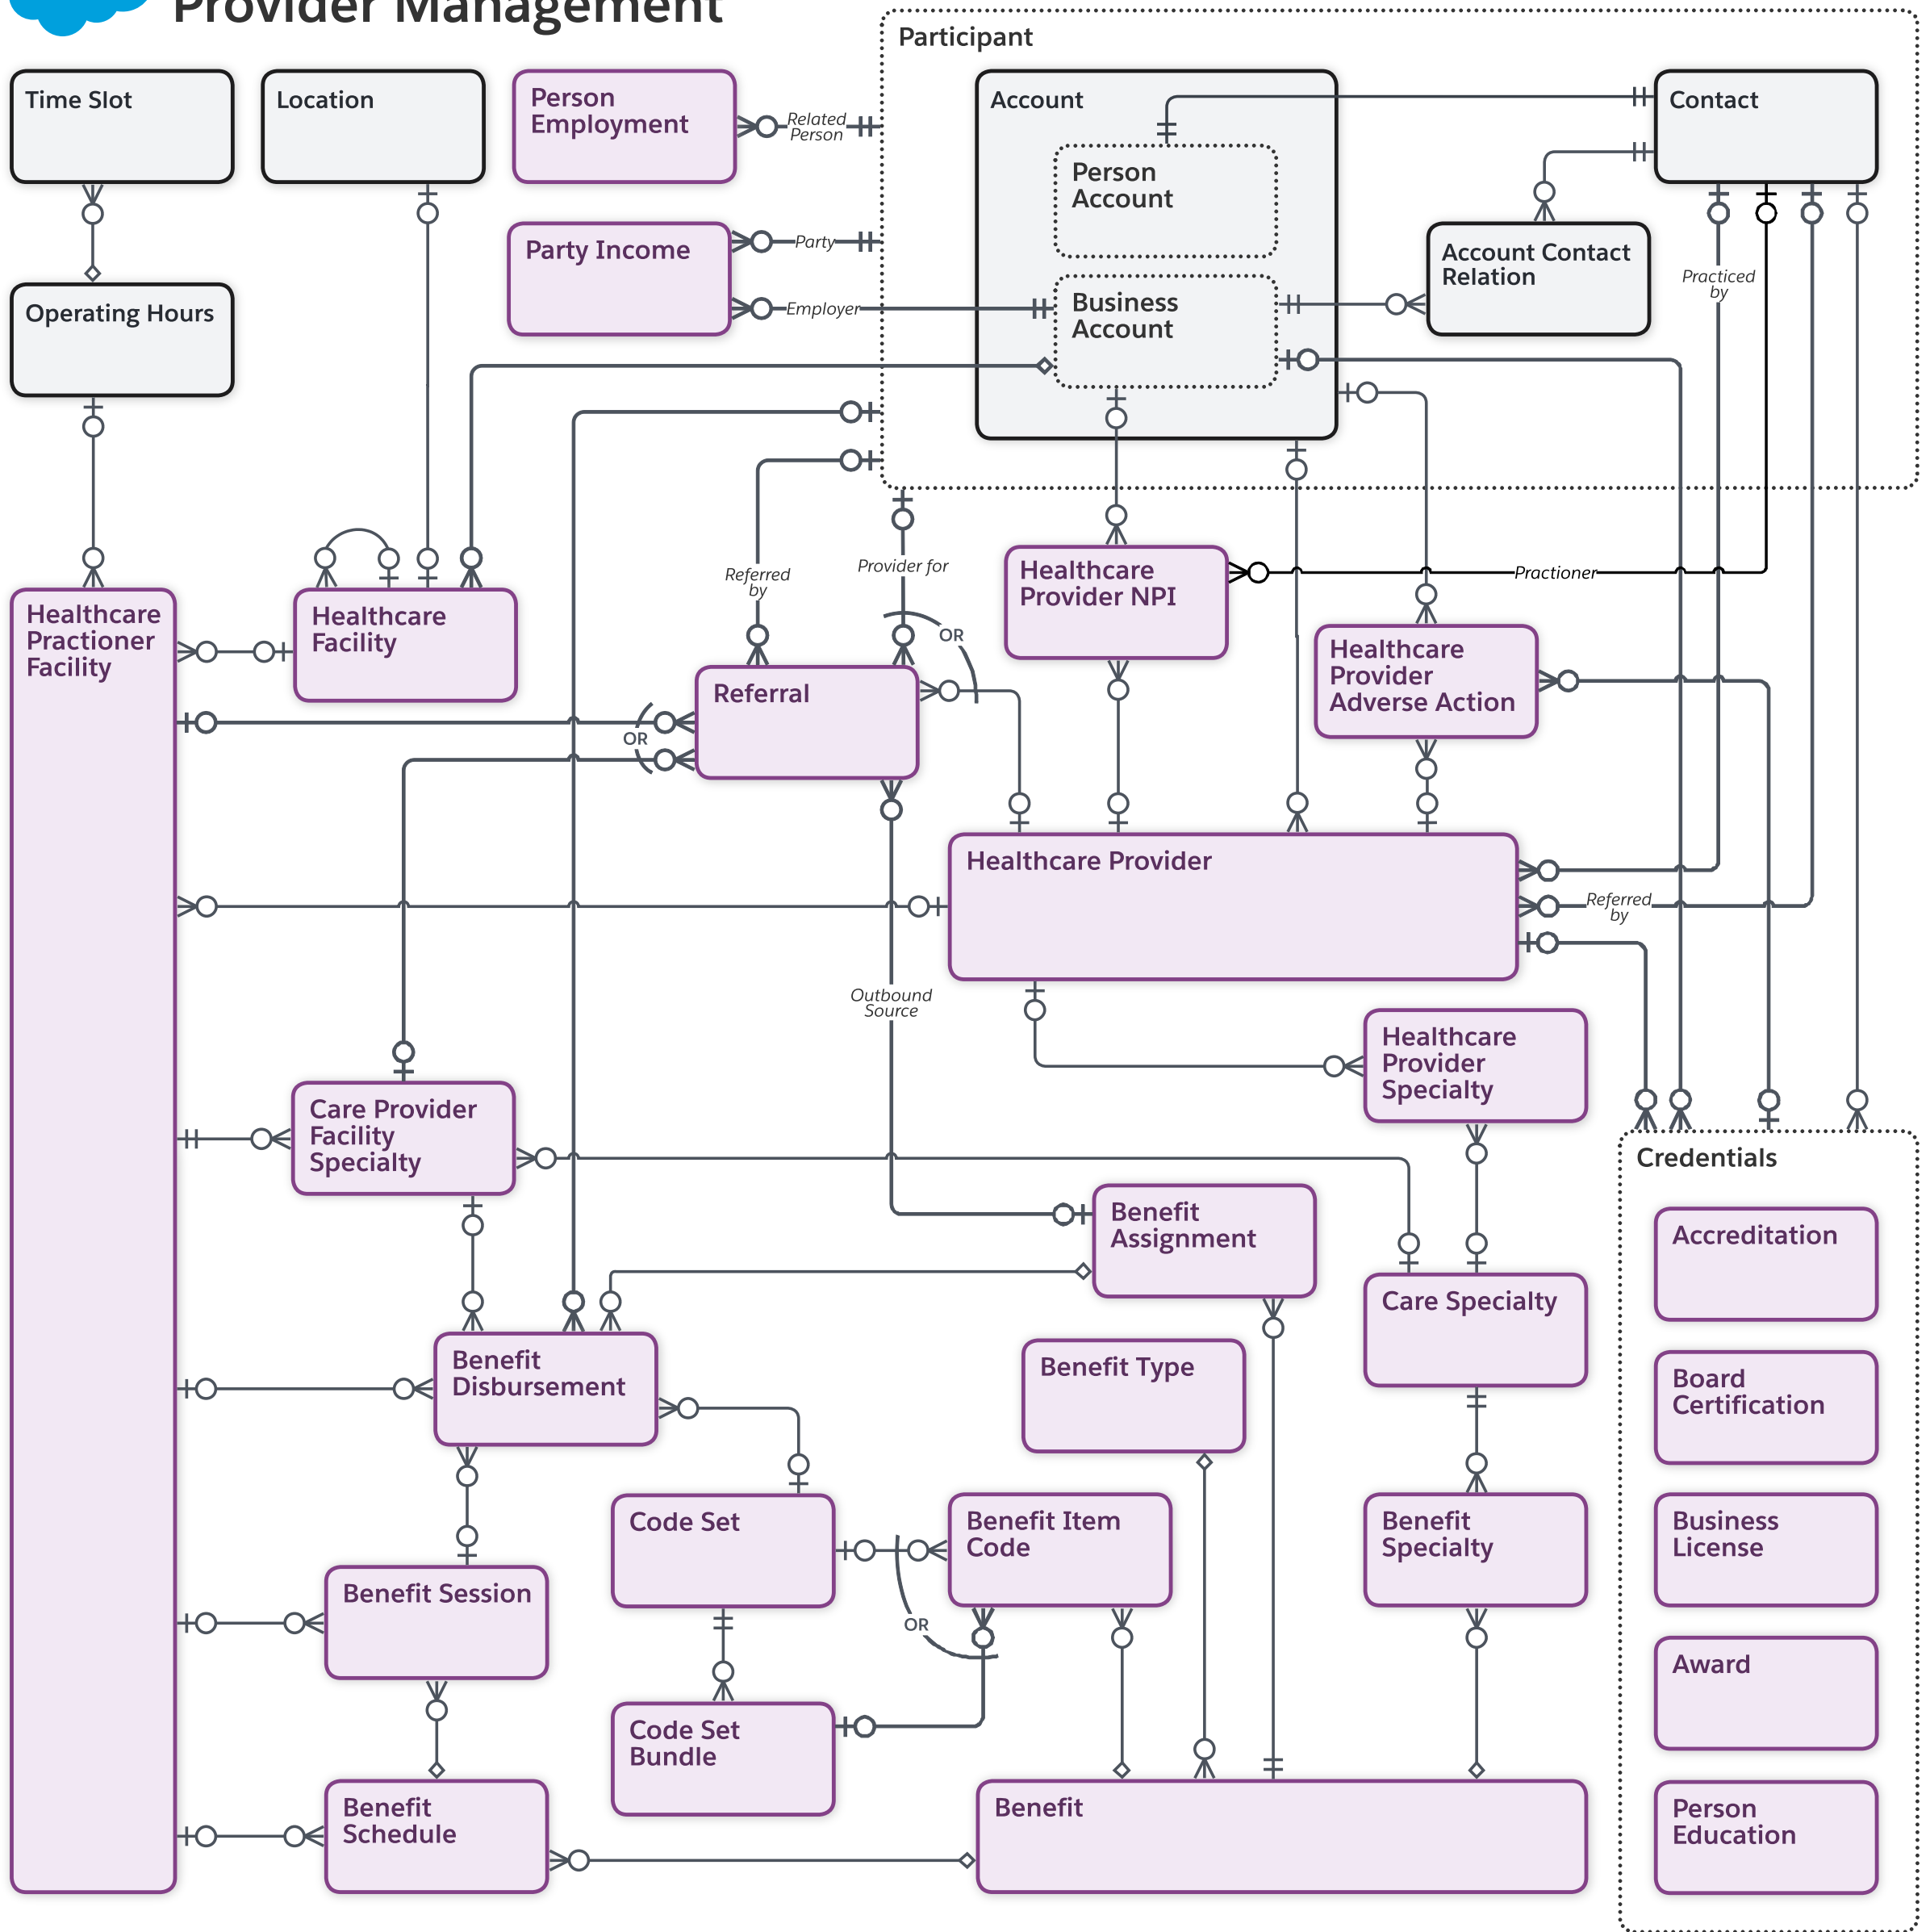 Provider Management
Participant
Time Slot
Location
Person
Employment
Related
Person
Account
Contact
Person
Account
Party Income
Party
Employer
Business
Account
Account Contact
Relation
Practiced
by
Operating Hours
Referred
by
Provider for
OR
Healthcare
Provider NPI
Practioner
Healthcare
Practioner
Facility
Healthcare
Facility
Healthcare
Provider
Adverse Action
Referral
OR
Healthcare Provider
Referred
by
Outbound
Source
Healthcare
Provider
Specialty
Care Provider
Facility
Specialty
Credentials
Benefit
Assignment
Accreditation
Care Specialty
Benefit
Disbursement
Benefit Type
Board
Certification
Code Set
Benefit Item
Code
Benefit
Specialty
Business
License
Benefit Session
OR
Award
Code Set
Bundle
Benefit
Schedule
Benefit
Person
Education